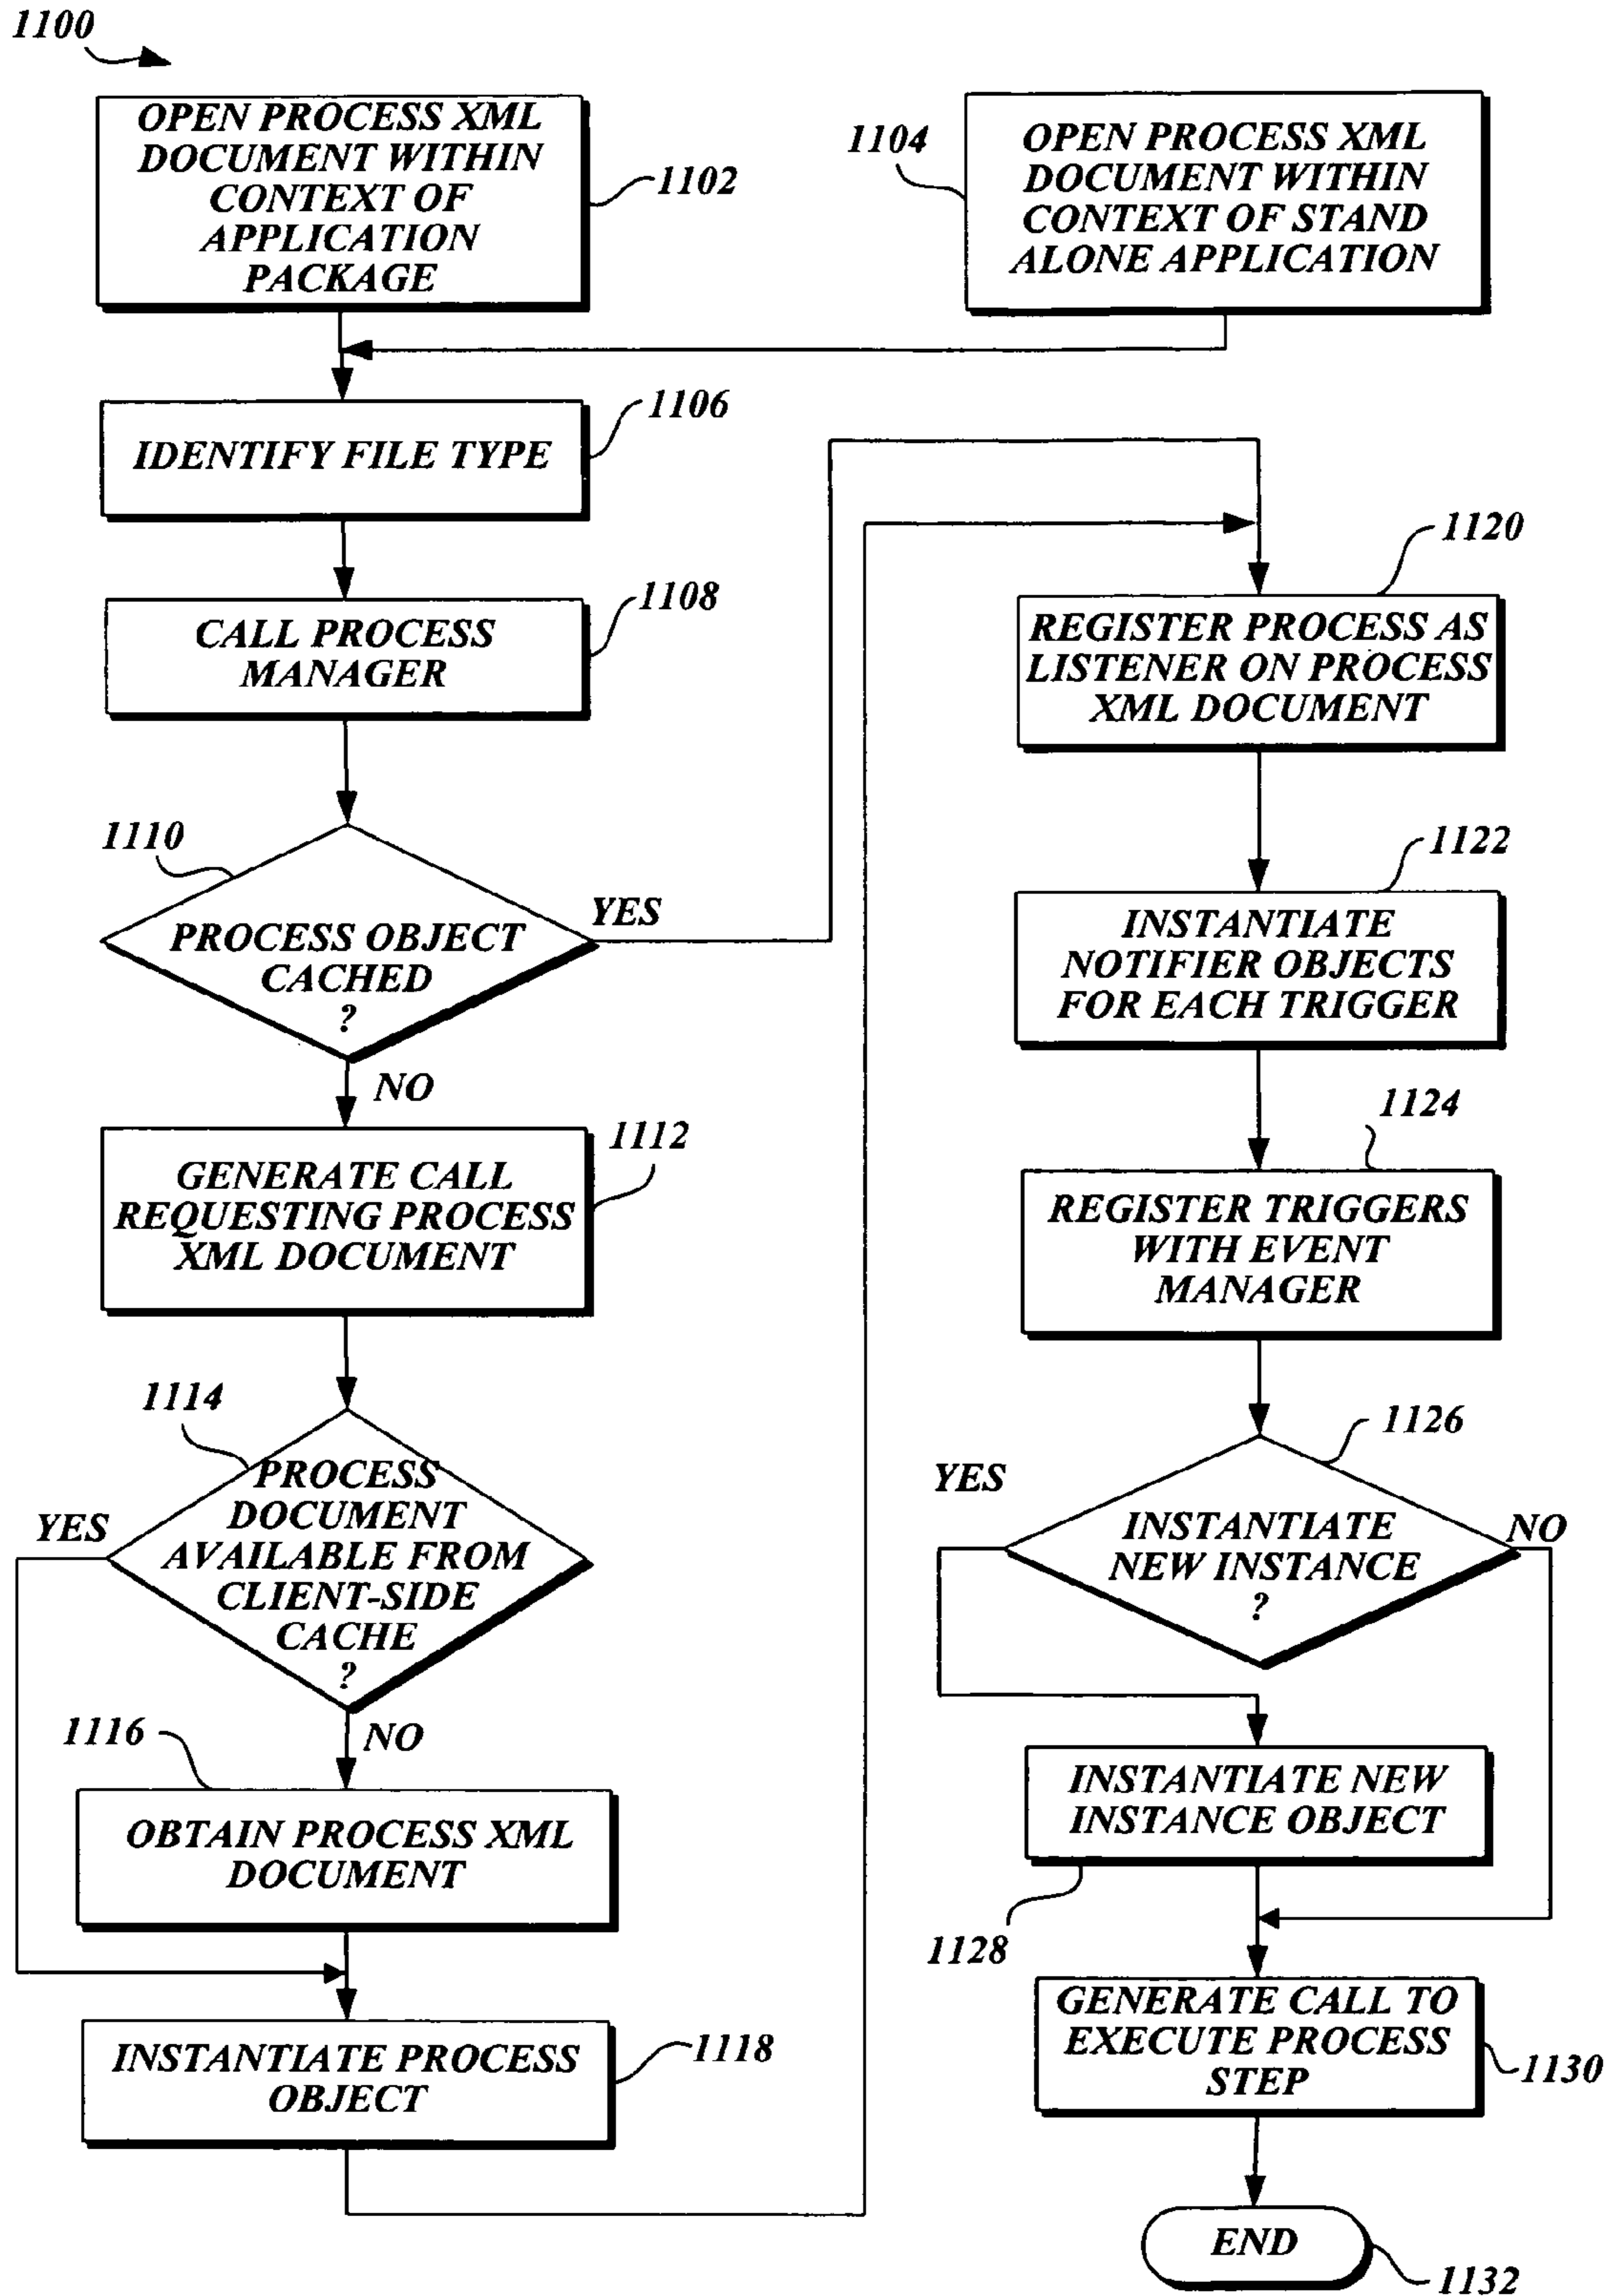 1100
OPEN PROCESS XML
DOCUMENT WITHIN
CONTEXT OF
APPLICATION
PACKAGE
1102
1104
OPEN PROCESS XML
DOCUMENT WITHIN
CONTEXT OF STAND
ALONE APPLICATION
IDENTIFY FILE TYPE
1106
CALL PROCESS
MANAGER
1108
1110
PROCESS OBJECT
CACHED
?
YES
NO
GENERATE CALL
REQUESTING PROCESS
XML DOCUMENT
1112
1114
PROCESS
DOCUMENT
AVAILABLE FROM
CLIENT-SIDE
CACHE
?
YES
NO
1116
OBTAIN PROCESS XML
DOCUMENT
INSTANTIATE PROCESS
OBJECT
1118
1120
REGISTER PROCESS AS
LISTENER ON PROCESS
XML DOCUMENT
1122
INSTANTIATE
NOTIFIER OBJECTS
FOR EACH TRIGGER
1124
REGISTER TRIGGERS
WITH EVENT
MANAGER
1126
YES
INSTANTIATE
NEW INSTANCE
?
NO
INSTANTIATE NEW
INSTANCE OBJECT
1128
GENERATE CALL TO
EXECUTE PROCESS
STEP
1130
END
1132